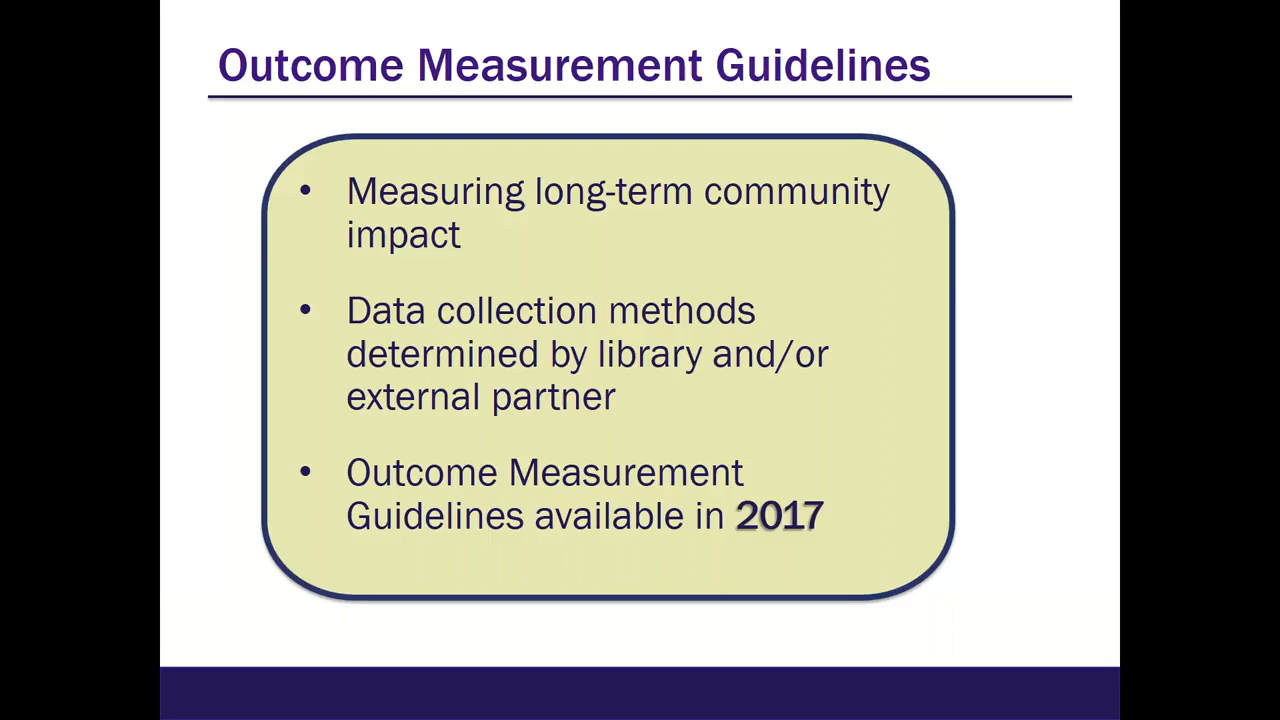 Outcome Measurement Guidelines
• Measuring long-term community
impact
• Data collection methods
determined by library and/or
external partner
• Outcome Measurement
Guidelines available in 2017